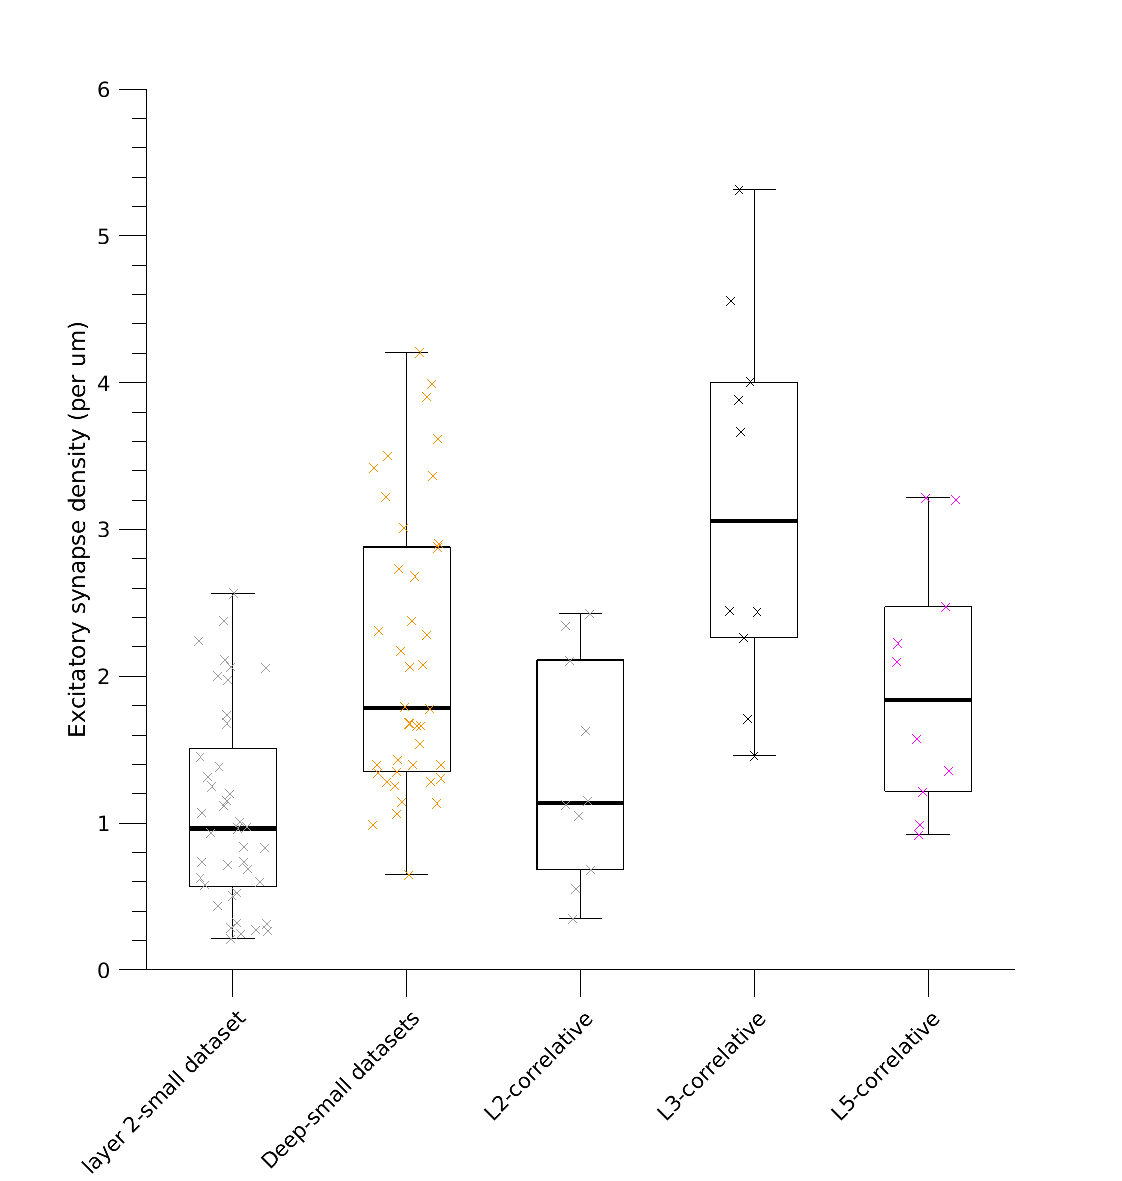 6
5
4
3
2
1
0
Excitatory synapse density (per um)
layer 2-small dataset
Deep-small datasets
L2-correlative
L3-correlative
L5-correlative